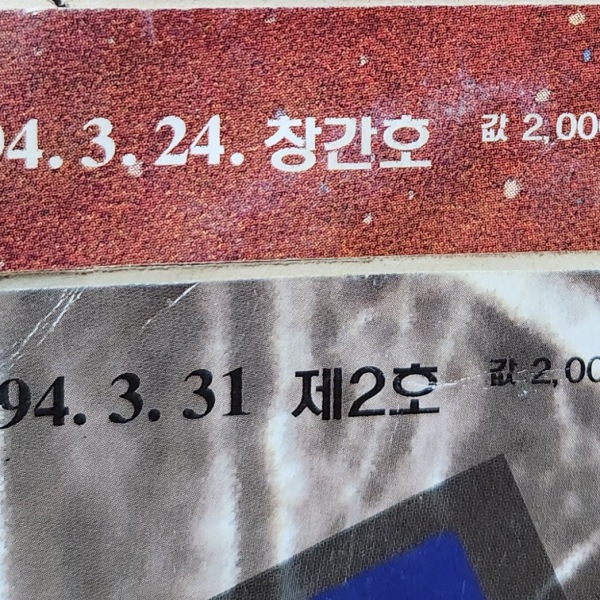 94. 3. 24. 창간호 값 2,00
94. 3. 31 제2호 값 2,00